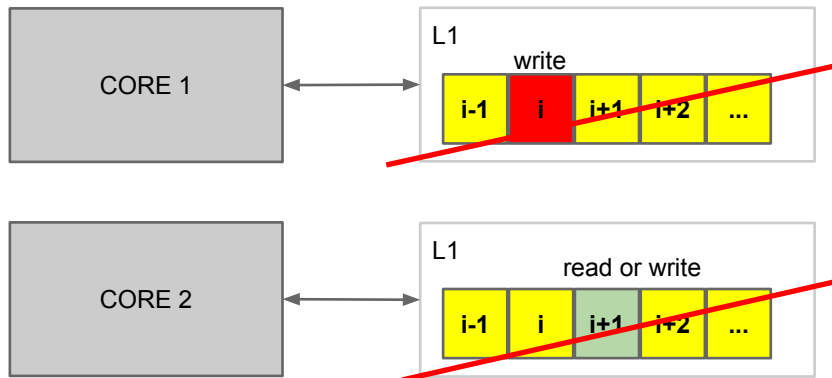 L1
write
CORE 1
i-1 i i+1 i+2 ...
L1
read or write
CORE 2
i-1 i i+1 i+2 ...